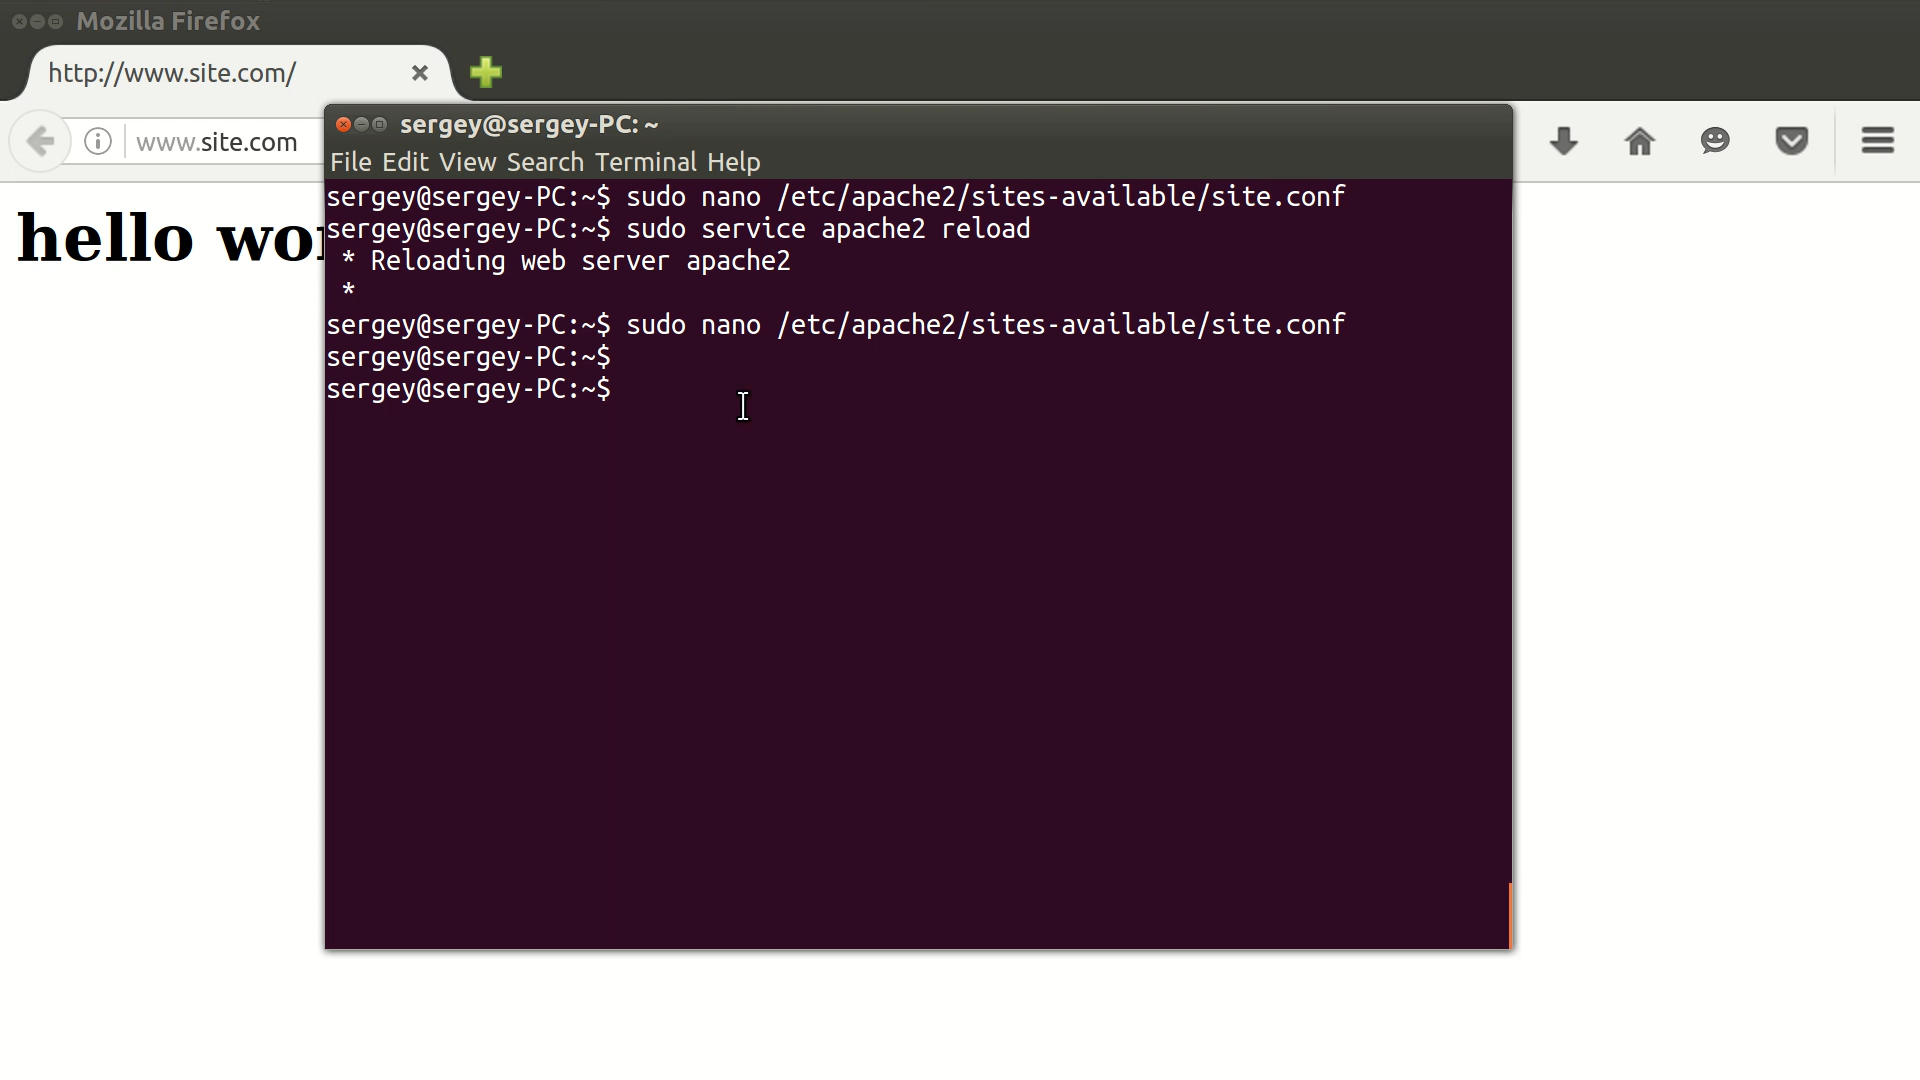 Mozilla Firefox
http://www.site.com/
www.site.com
sergey@sergey-PC: ~
File Edit View Search Terminal Help
hello
sergey@sergey-PC:~$ sudo nano /etc/apache2/sites-available/site.conf
sergey@sergey-PC:~$ sudo service apache2 reload
* Reloading web server apache2
*
sergey@sergey-PC:~$ sudo nano /etc/apache2/sites-available/site.conf
sergey@sergey-PC:~$
sergey@sergey-PC:~$